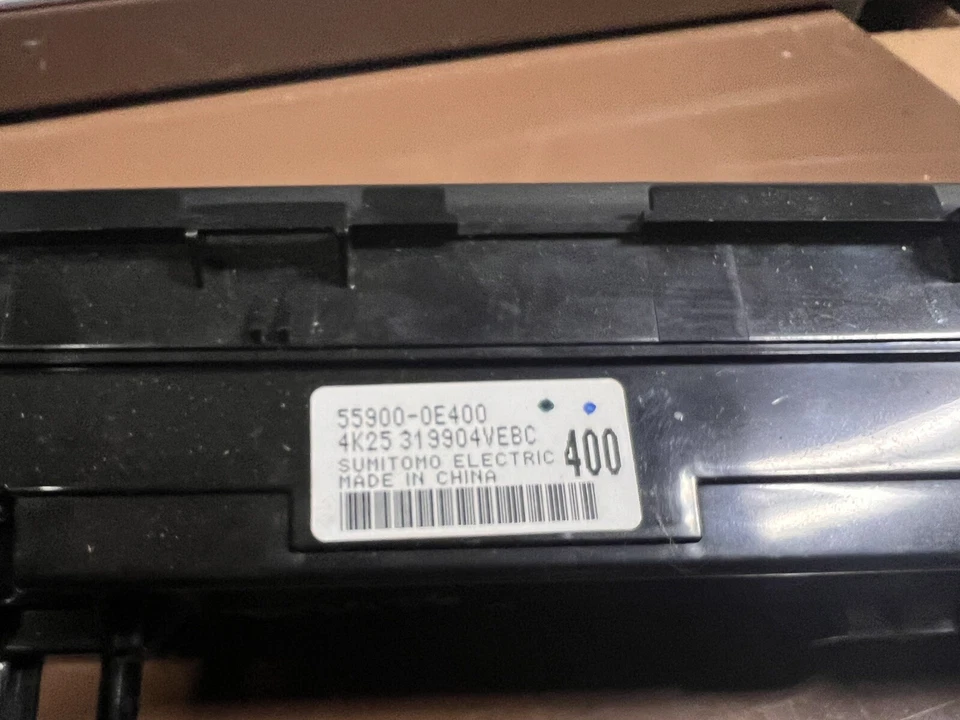 55900-0E400
4K25 319904VEBC
400
SUMITOMO ELECTRIC
MADE IN CHINA